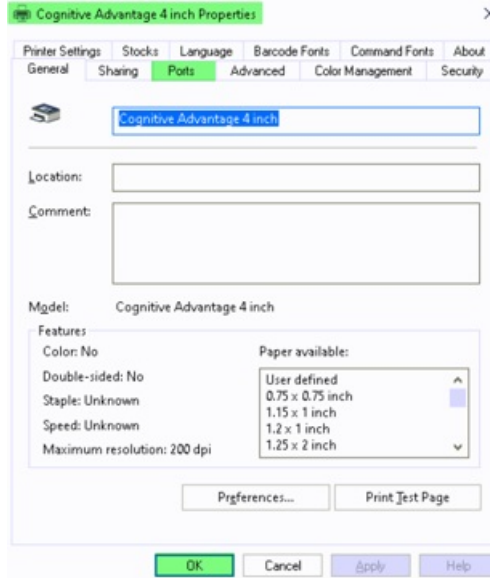 Cognitive Advantage 4 inch Properties
Printer Settings Stocks Language Barcode Fonts Command Fonts About
General Sharing Ports Advanced Color Management Security
Cognitive Advantage 4 inch
Location:
Comment:
Model: Cognitive Advantage 4 inch
Features
Color: No Paper available:
Double-sided: No User defined
Staple: Unknown 0.75 x 0.75 inch
Speed: Unknown 1.15 x 1 inch
1.2 x 1 inch
Maximum resolution: 200 dpi 1.25 x 2 inch
Preferences... Print Test Page
OK Cancel Apply Help